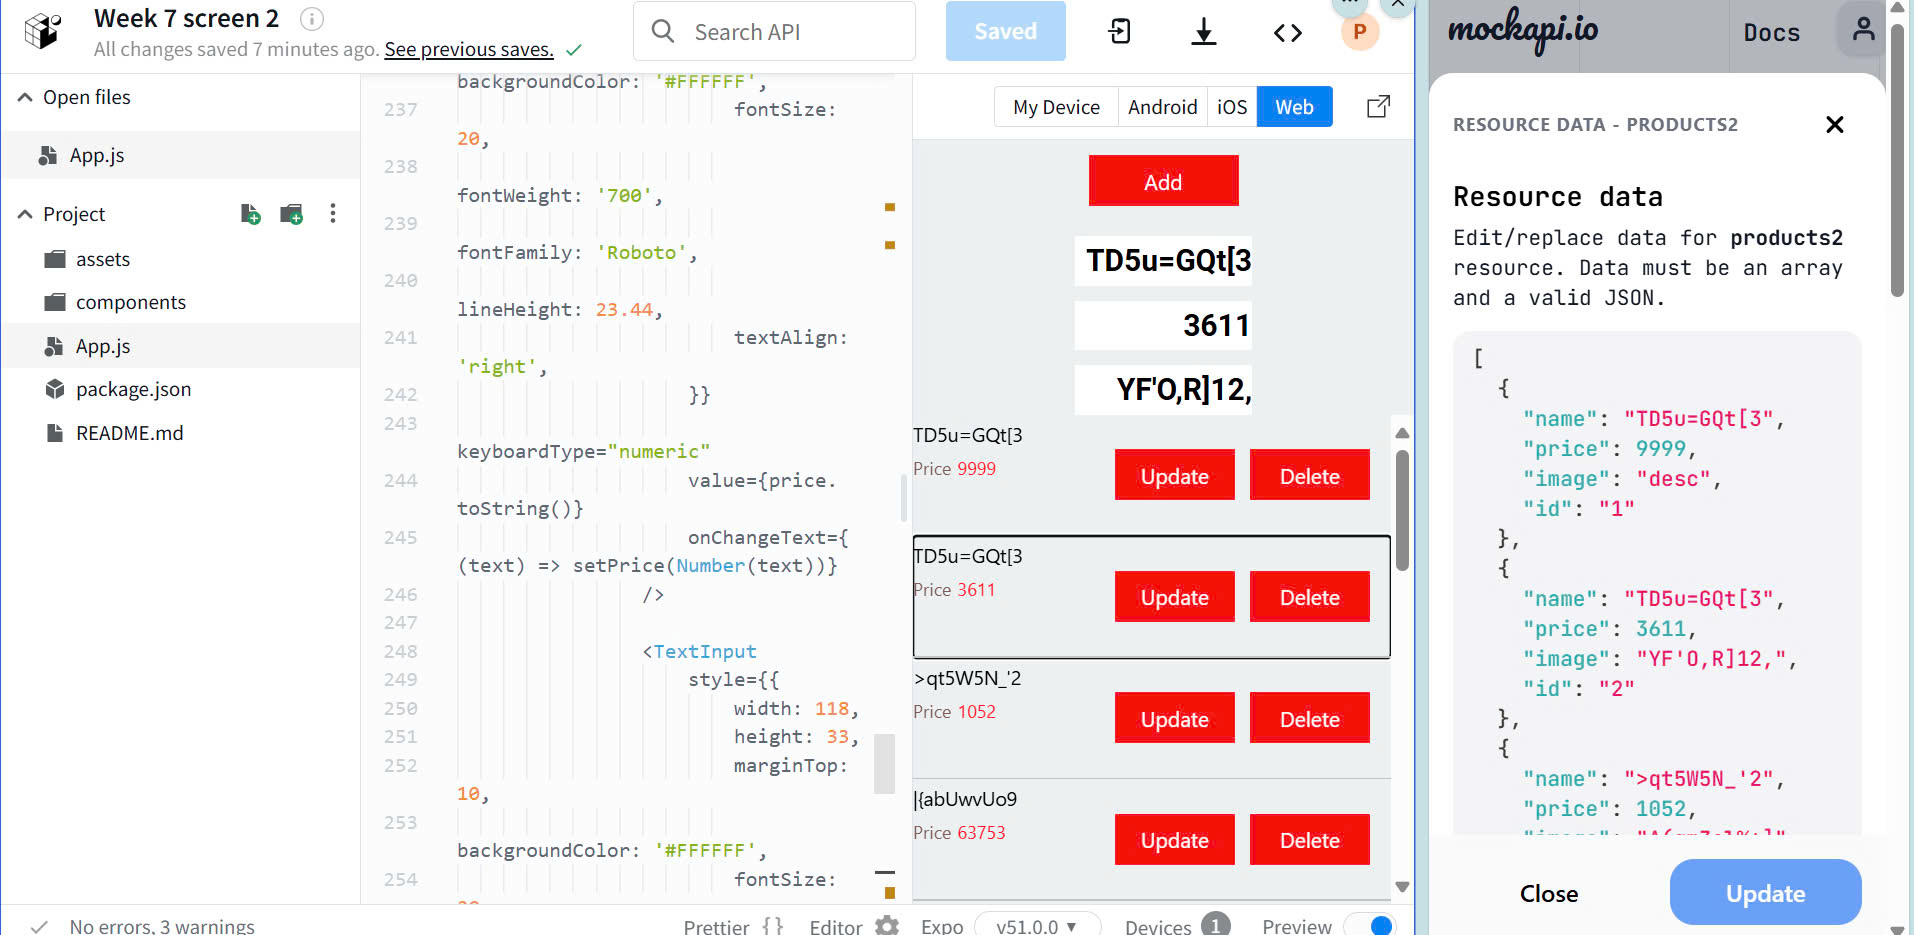 Week 7 screen 2
All changes saved 7 minutes ago. See previous saves.
Search API
Saved
P
Open files
App.js
Project
assets
components
App.js
package.json
README.md
backgroundColor: '#FFFFFF',
237 fontSize:
20,
238
fontWeight: '700',
239
fontFamily: 'Roboto',
240
lineHeight: 23.44,
241 textAlign:
'right',
242 }}
243
keyboardType="numeric"
244 value={price.
toString()}
245 onChangeText={
(text) => setPrice(Number(text))}
246 />
247
248 <TextInput
249 style={{
250 width: 118,
251 height: 33,
252 marginTop:
10,
253
backgroundColor: '#FFFFFF',
254 fontSize:
My Device Android iOS Web
Add
TD5u=GQt[3
3611
YF'O,R]12,
TD5u=GQt[3
Price 9999
Update Delete
TD5u=GQt[3
Price 3611
Update Delete
>qt5W5N_'2
Price 1052
Update Delete
|{abUwvUo9
Price 63753
Update Delete
No errors, 3 warnings
Prettier {} Editor Expo v51.0.0 Devices 1 Preview
mockapi.io
Docs
RESOURCE DATA - PRODUCTS2
Resource data
Edit/replace data for products2
resource. Data must be an array
and a valid JSON.
[
{
"name": "TD5u=GQt[3",
"price": 9999,
"image": "desc",
"id": "1"
},
{
"name": "TD5u=GQt[3",
"price": 3611,
"image": "YF'O,R]12,",
"id": "2"
},
{
"name": ">qt5W5N_'2",
"price": 1052,
Close
Update